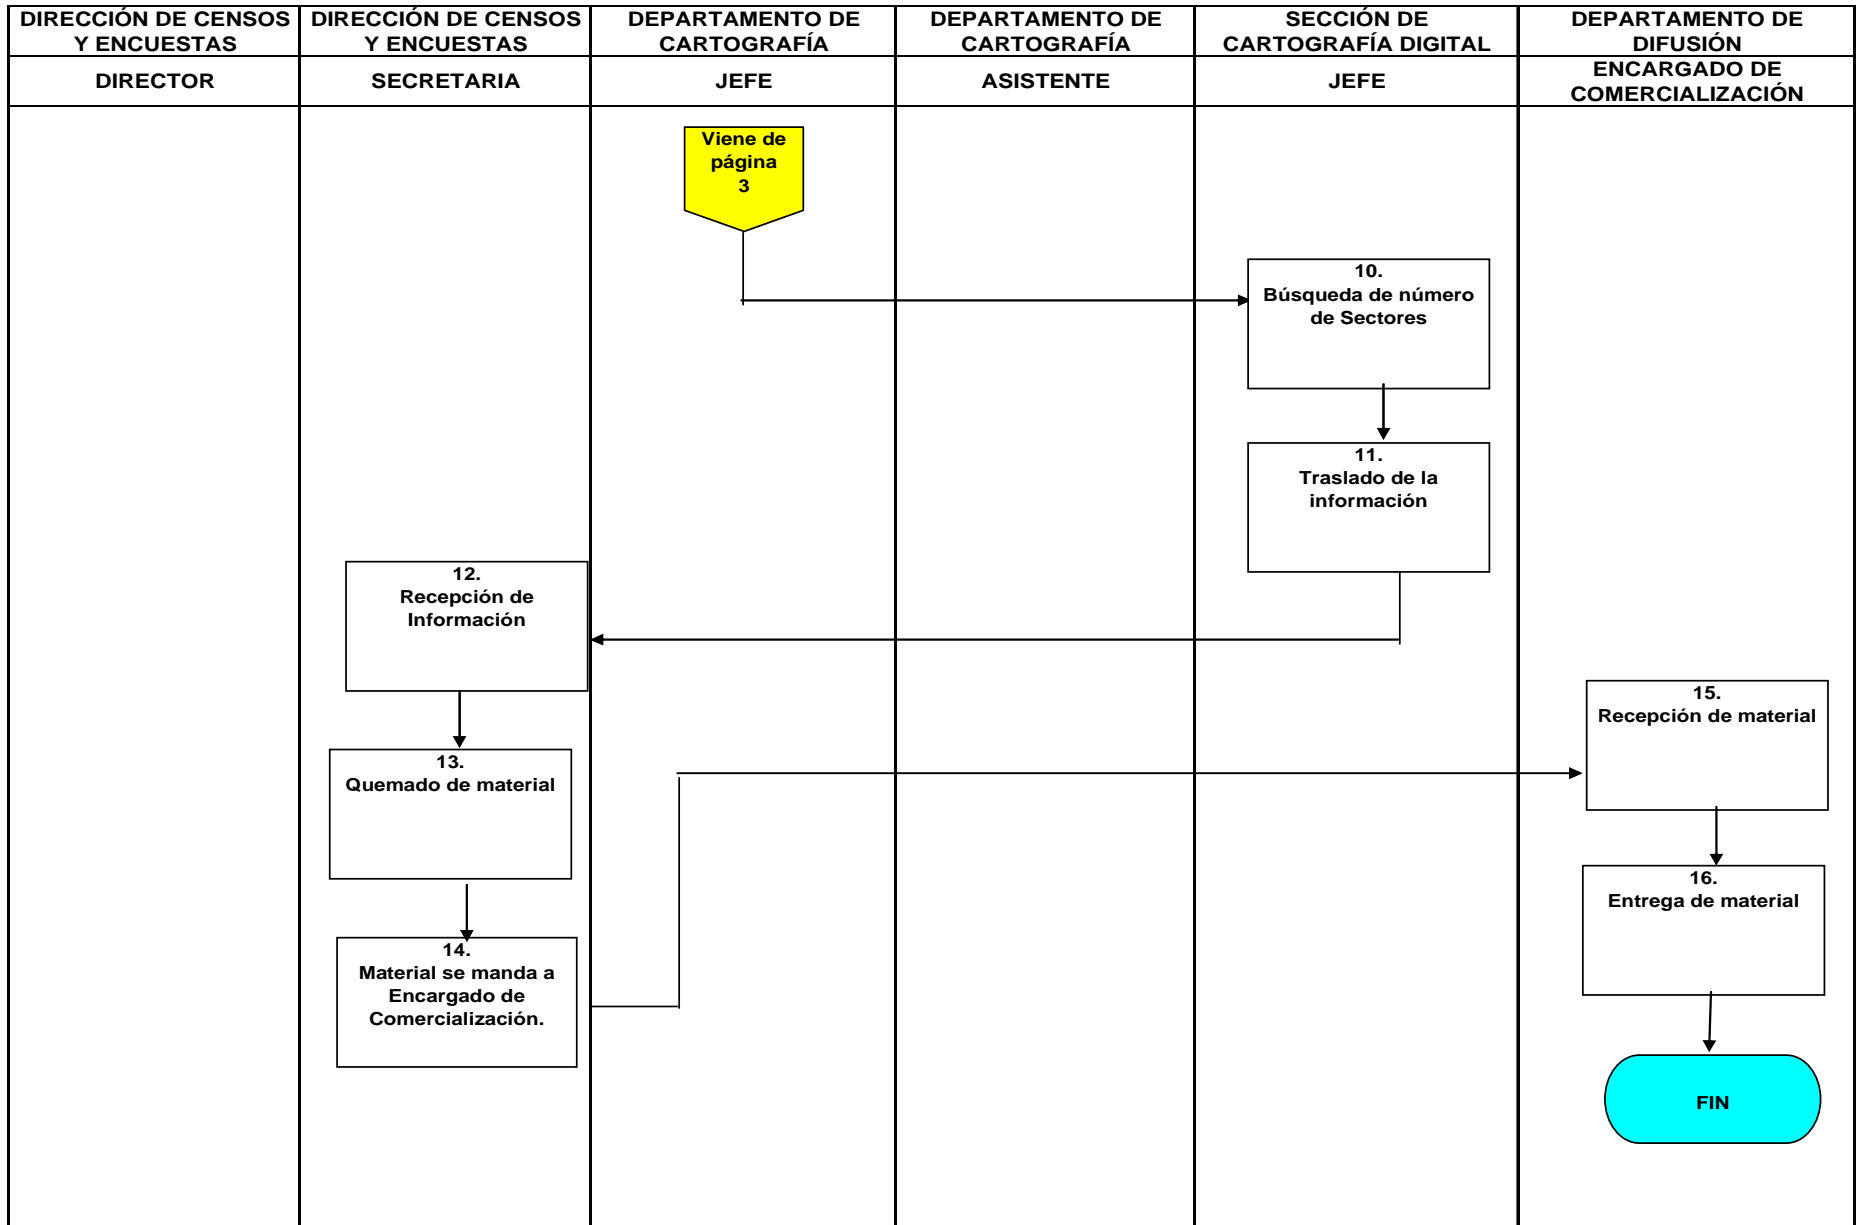 DIRECCIÓN DE CENSOS
Y ENCUESTAS
DIRECCIÓN DE CENSOS
Y ENCUESTAS
DEPARTAMENTO DE
CARTOGRAFÍA
DEPARTAMENTO DE
CARTOGRAFÍA
SECCIÓN DE
CARTOGRAFÍA DIGITAL
DEPARTAMENTO DE
DIFUSIÓN
DIRECTOR
SECRETARIA
JEFE
ASISTENTE
JEFE
ENCARGADO DE
COMERCIALIZACIÓN
Viene de
página
3
10.
Búsqueda de número
de Sectores
11.
Traslado de la
información
12.
Recepción de
Información
13.
Quemado de material
14.
Material se manda a
Encargado de
Comercialización.
15.
Recepción de material
16.
Entrega de material
FIN